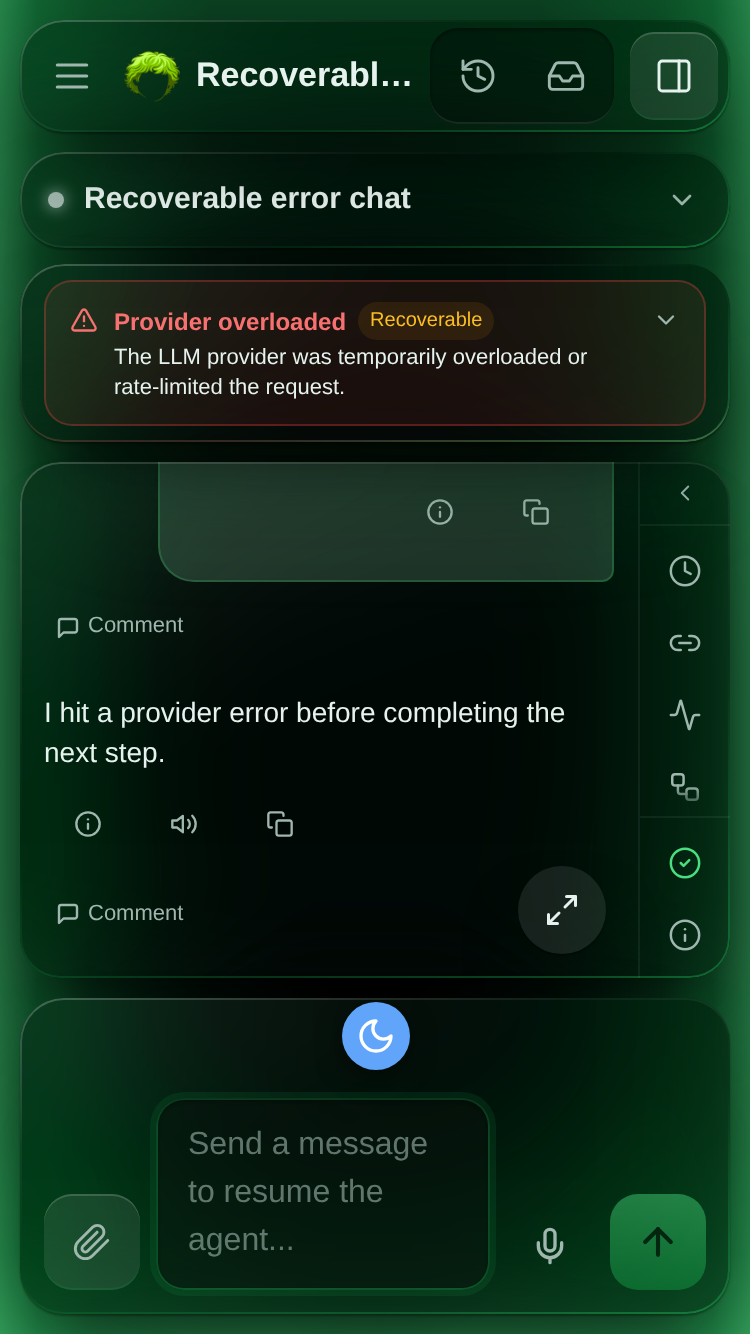 Recoverabl...
Recoverable error chat
Provider overloaded Recoverable
The LLM provider was temporarily overloaded or
rate-limited the request.
Comment
I hit a provider error before completing the
next step.
Comment
Send a message
to resume the
agent...